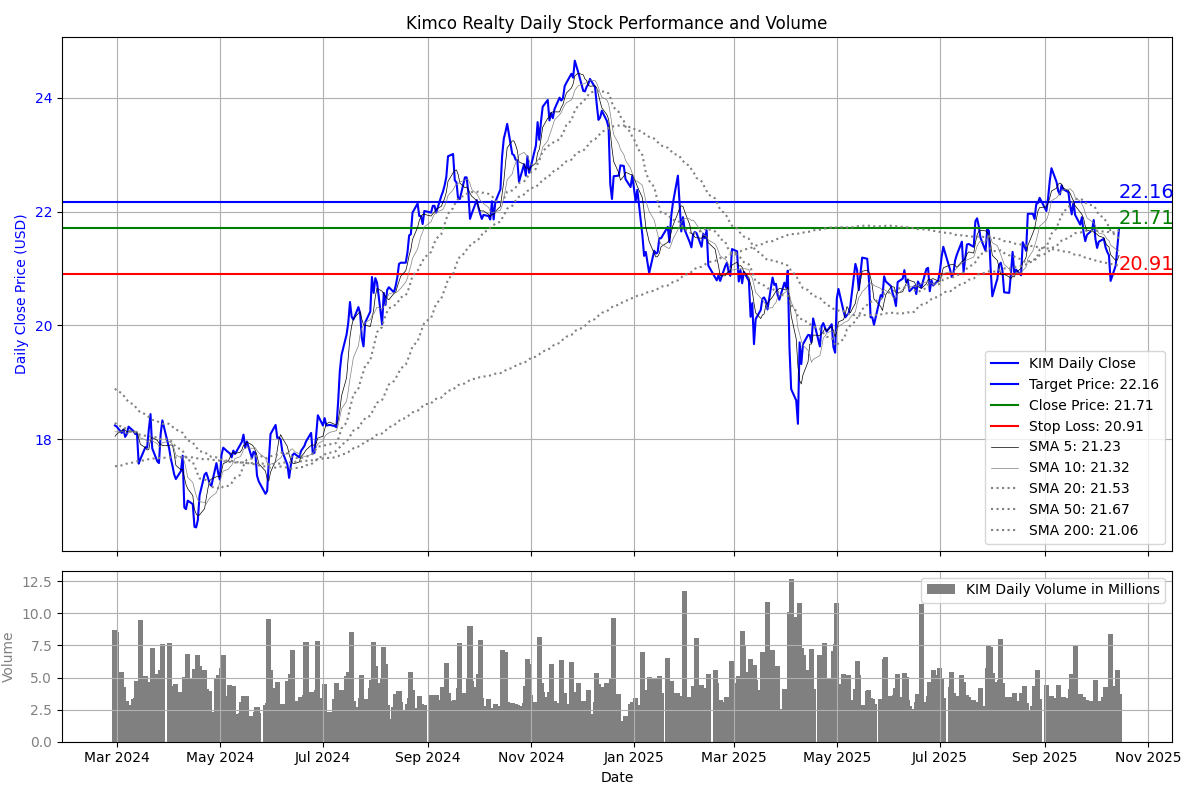 Kimco Realty Daily Stock Performance and Volume
Daily Close Price (USD)
24
22
20
18
22.16
21.71
20.91
KIM Daily Close
Target Price: 22.16
Close Price: 21.71
Stop Loss: 20.91
SMA 5: 21.23
SMA 10: 21.32
SMA 20: 21.53
SMA 50: 21.67
SMA 200: 21.06
Volume
12.5
10.0
7.5
5.0
2.5
0.0
KIM Daily Volume in Millions
Mar 2024 May 2024 Jul 2024 Sep 2024 Nov 2024 Jan 2025 Mar 2025 May 2025 Jul 2025 Sep 2025 Nov 2025
Date